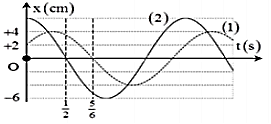 x (cm)
(2)
(1)
+4
+2
t (s)
O
−6
1/2
5/6